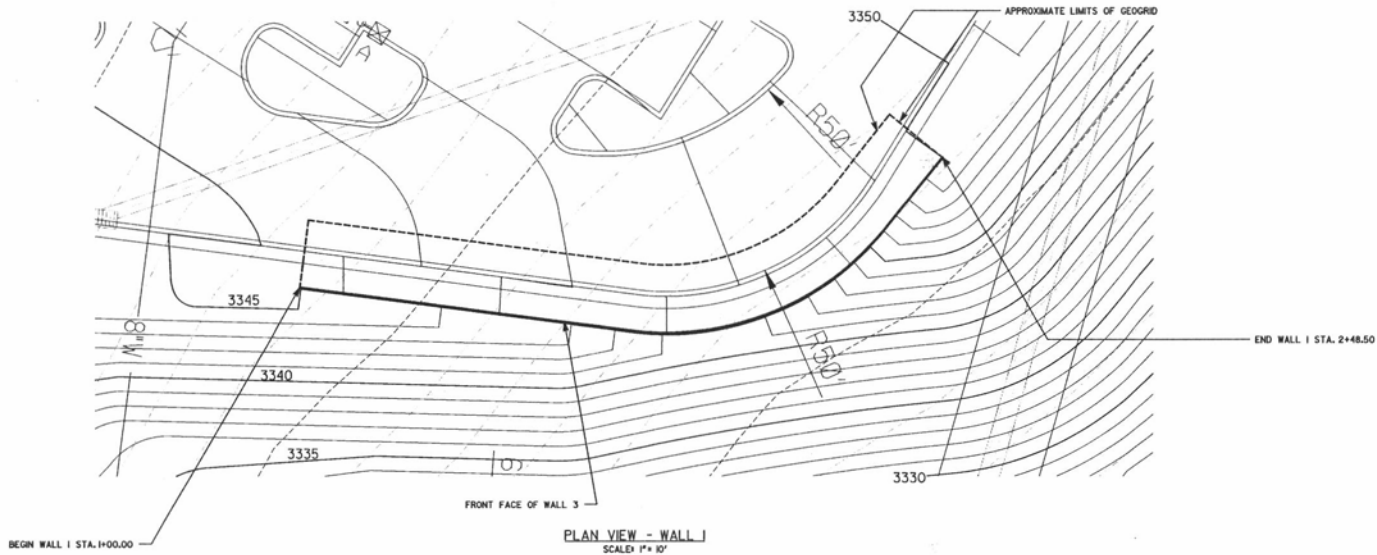 APPROXIMATE LIMITS OF GEOGRID
3350
R50'
3345
8"W
3340
R50'
END WALL 1 STA. 2+48.50
3335
3330
FRONT FACE OF WALL 3
BEGIN WALL 1 STA. 1+00.00
PLAN VIEW - WALL 1
SCALE: 1"= 10'